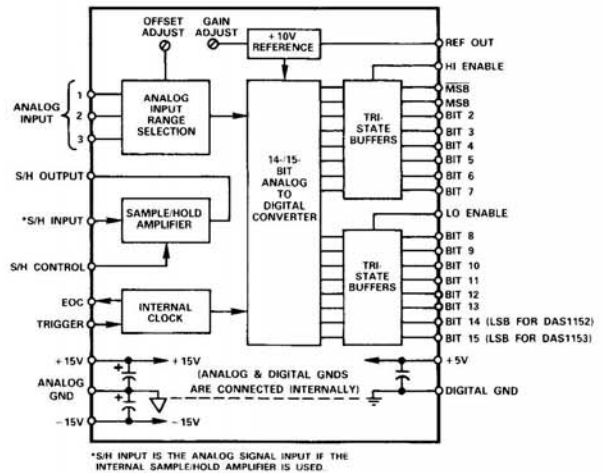 OFFSET ADJUST
GAIN ADJUST
+10V REFERENCE
REF OUT
HI ENABLE
ANALOG INPUT
1
2
3
ANALOG INPUT RANGE SELECTION
14-/15-BIT ANALOG TO DIGITAL CONVERTER
TRI-STATE BUFFERS
MSB
MSB
BIT 2
BIT 3
BIT 4
BIT 5
BIT 6
BIT 7
S/H OUTPUT
*S/H INPUT
SAMPLE/HOLD AMPLIFIER
S/H CONTROL
LO ENABLE
TRI-STATE BUFFERS
BIT 8
BIT 9
BIT 10
BIT 11
BIT 12
BIT 13
BIT 14 (LSB FOR DAS1152)
BIT 15 (LSB FOR DAS1153)
EOC
TRIGGER
INTERNAL CLOCK
+15V
+
+15V
ANALOG GND
+
-15V
-15V
(ANALOG & DIGITAL GNDS ARE CONNECTED INTERNALLY)
+5V
DIGITAL GND
*S/H INPUT IS THE ANALOG SIGNAL INPUT IF THE
INTERNAL SAMPLE/HOLD AMPLIFIER IS USED.